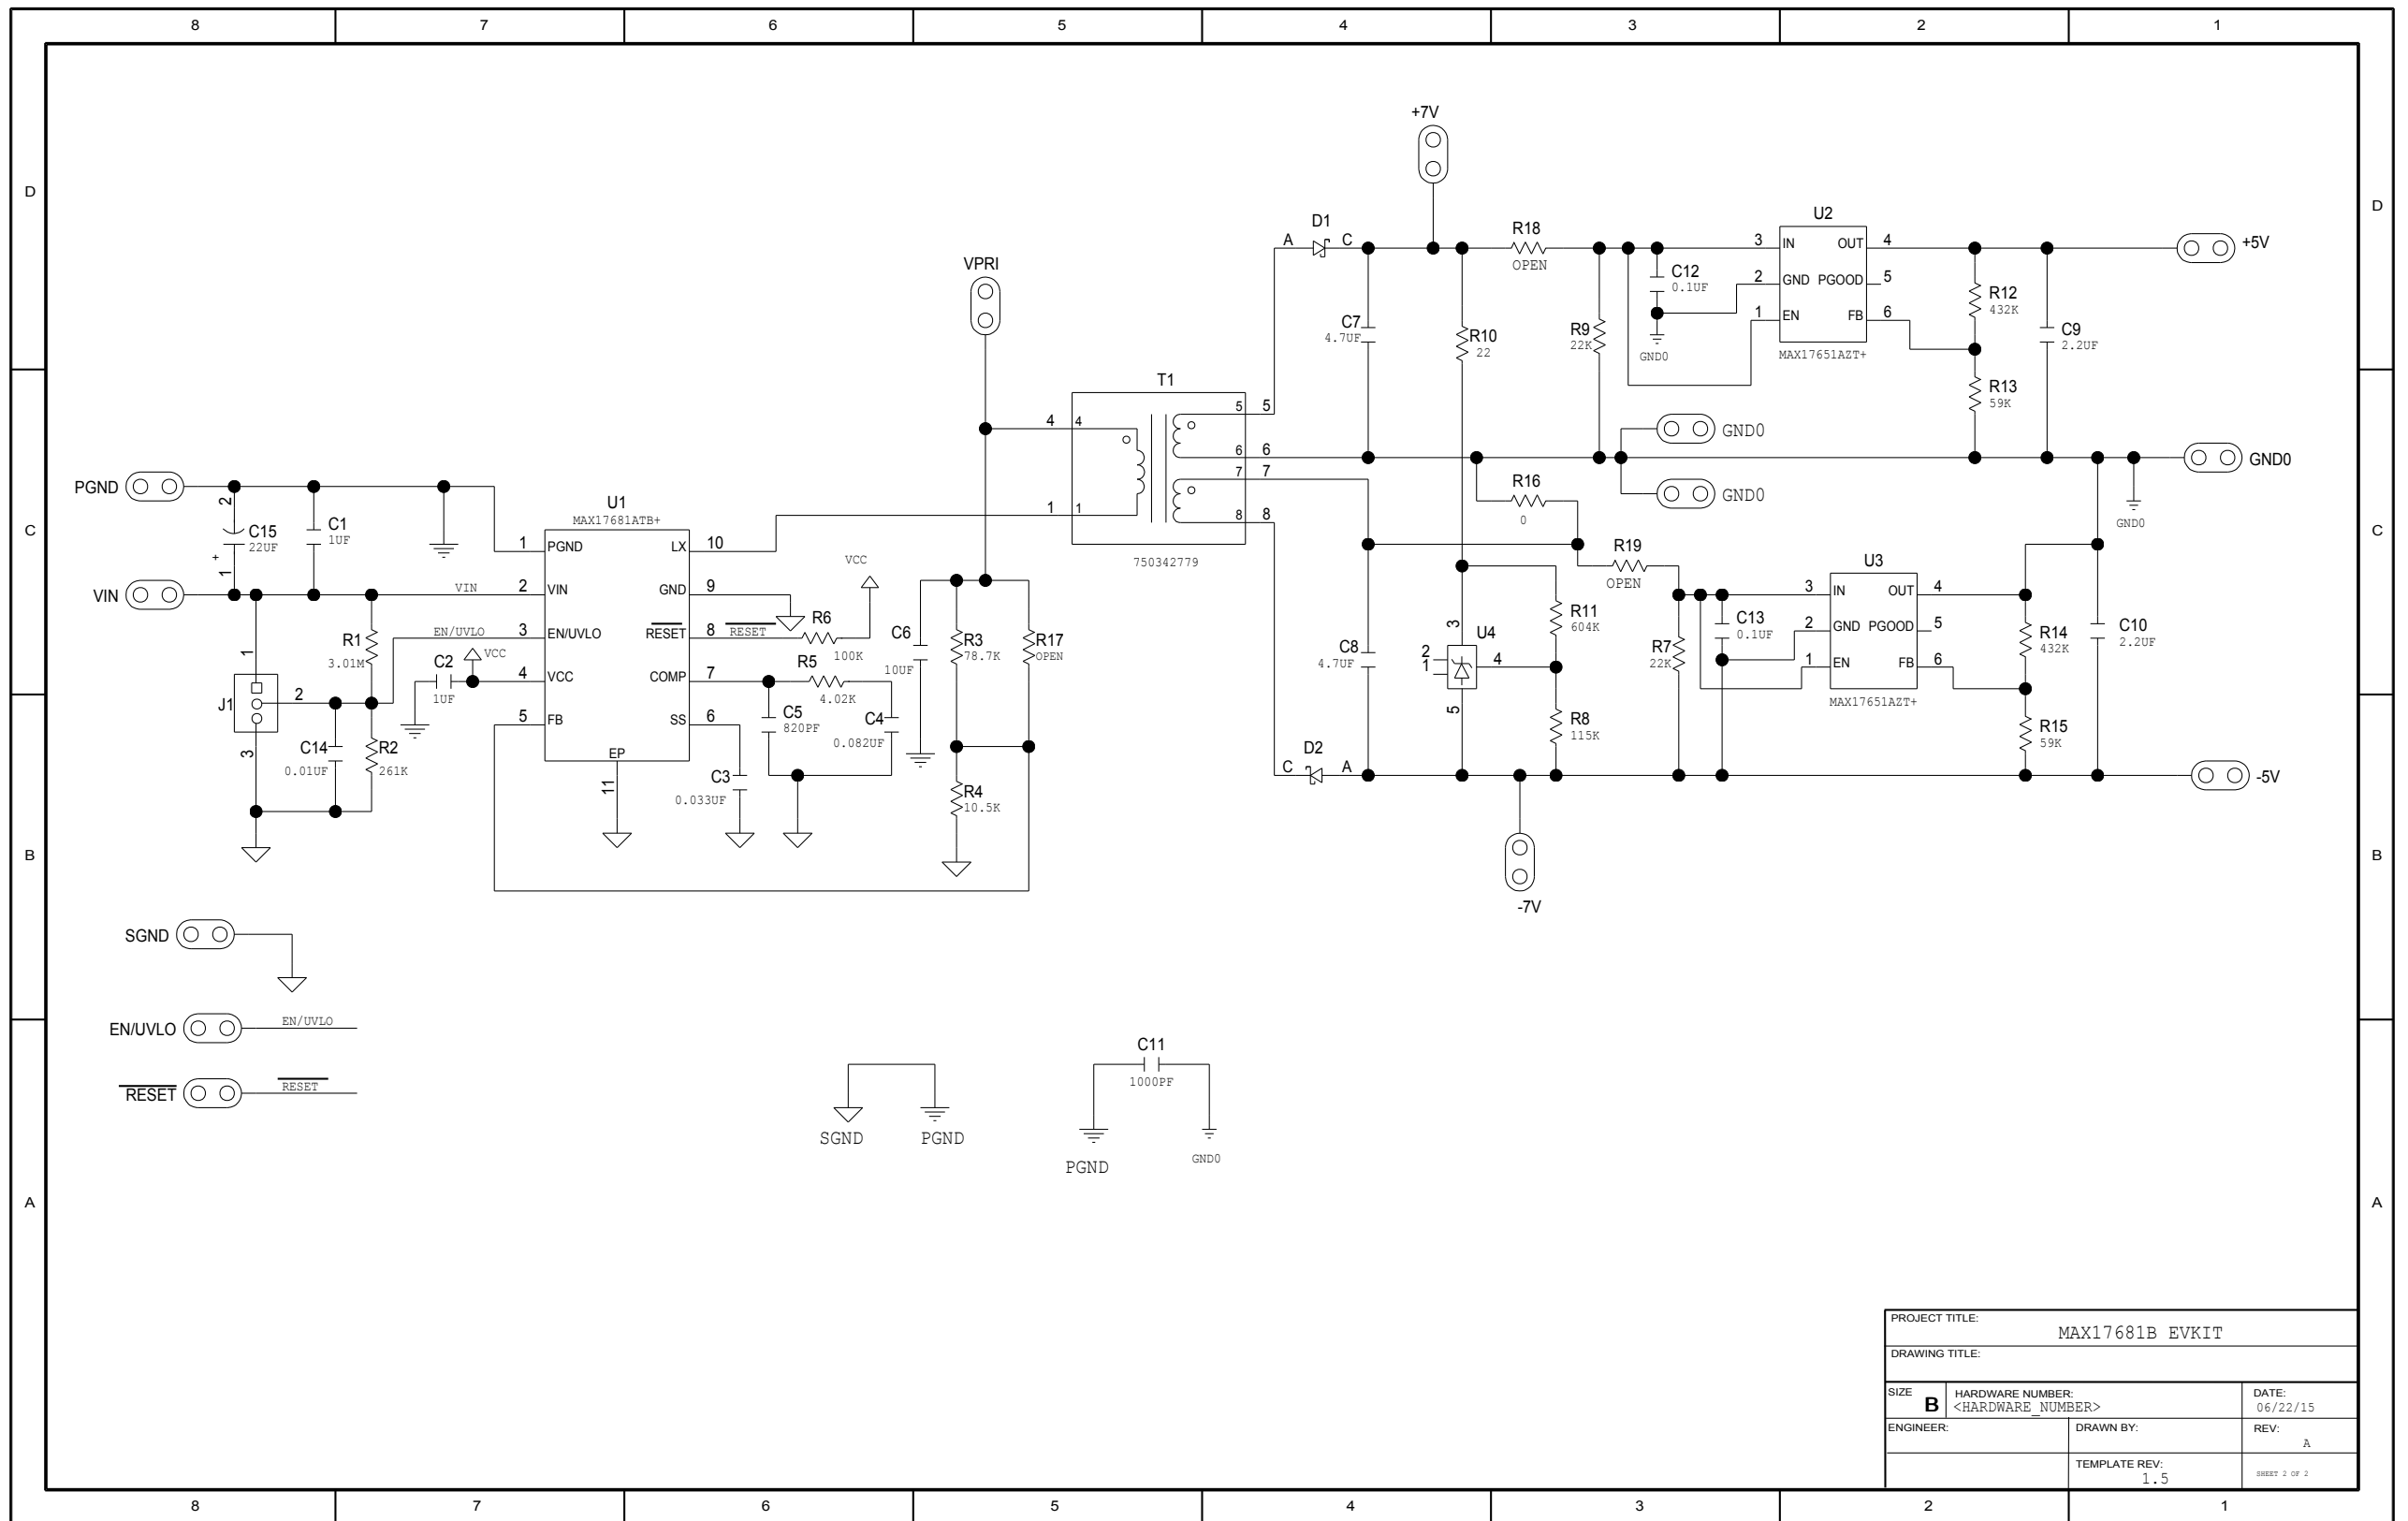 8 7 6 5 4 3 2 1
D
D
C
C
B
B
A
A
+7V
D1
A C
R18
OPEN
U2
3 IN OUT 4
2 GND PGOOD 5
1 EN FB 6
MAX17651AZT+
+5V
C12
0.1UF
GND0
R12
432K
C9
2.2UF
R13
59K
C7
4.7UF
R10
22
R9
22K
VPRI
T1
4 4
1 1
5 5
6 6
7 7
8 8
750342779
GND0
GND0
GND0
GND0
R16
0
R19
OPEN
PGND
2
C15
22UF
+
1
C1
1UF
VIN
VIN
U1
MAX17681ATB+
1 PGND LX 10
2 VIN GND 9
3 EN/UVLO RESET 8
4 VCC COMP 7
5 FB SS 6
EP
11
R1
3.01M
EN/UVLO
C2
1UF
VCC
J1
1
2
3
C14
0.01UF
R2
261K
RESET
R6
100K
VCC
R5
4.02K
C5
820PF
C4
0.082UF
C3
0.033UF
C6
10UF
R3
78.7K
R17
OPEN
R4
10.5K
C8
4.7UF
U4
3
2
1
4
5
R11
604K
R8
115K
R7
22K
C13
0.1UF
U3
3 IN OUT 4
2 GND PGOOD 5
1 EN FB 6
MAX17651AZT+
R14
432K
C10
2.2UF
R15
59K
D2
C A
-5V
-7V
SGND
EN/UVLO
EN/UVLO
RESET
RESET
SGND
PGND
C11
1000PF
PGND
GND0
PROJECT TITLE:
MAX17681B EVKIT
DRAWING TITLE:
SIZE
B
HARDWARE NUMBER:
<HARDWARE_NUMBER>
DATE:
06/22/15
ENGINEER:
DRAWN BY:
REV:
A
TEMPLATE REV:
1.5
SHEET 2 OF 2
8 7 6 5 4 3 2 1